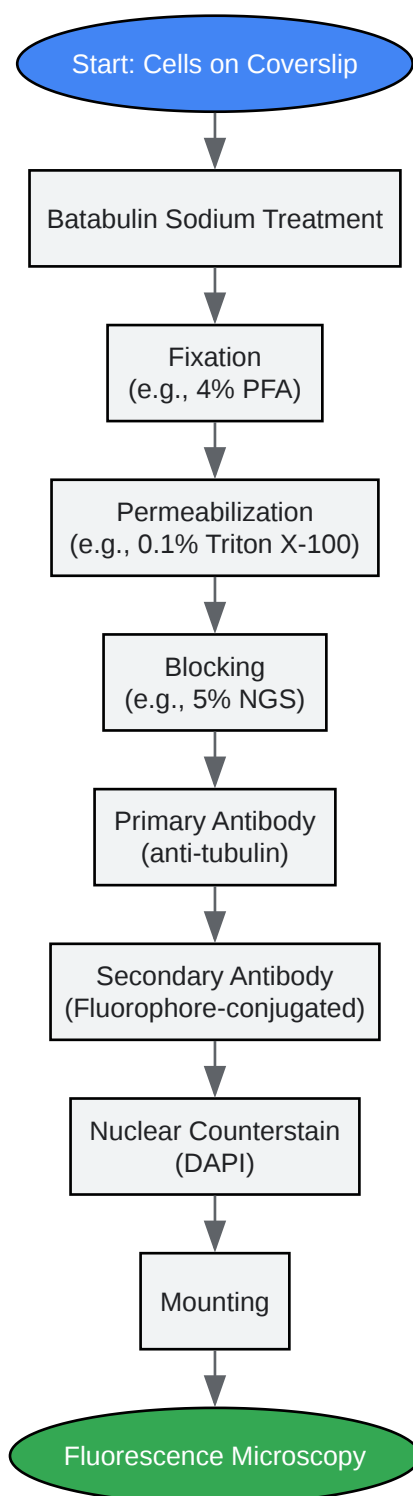 Start: Cells on Coverslip
Batabulin Sodium Treatment
Fixation
(e.g., 4% PFA)
Permeabilization
(e.g., 0.1% Triton X-100)
Blocking
(e.g., 5% NGS)
Primary Antibody
(anti-tubulin)
Secondary Antibody
(Fluorophore-conjugated)
Nuclear Counterstain
(DAPI)
Mounting
Fluorescence Microscopy